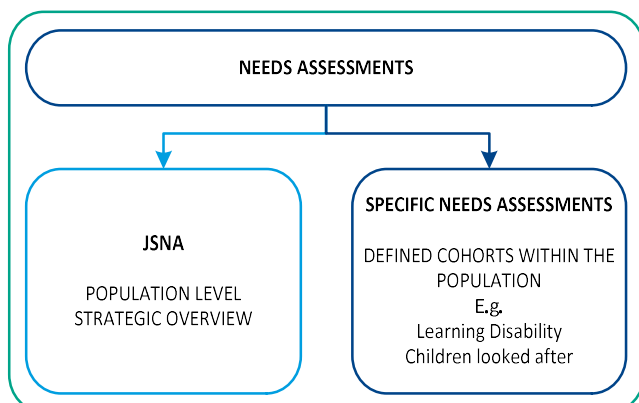 NEEDS ASSESSMENTS
JSNA
POPULATION LEVEL
STRATEGIC OVERVIEW
SPECIFIC NEEDS ASSESSMENTS
DEFINED COHORTS WITHIN THE
POPULATION
E.g.
Learning Disability
Children looked after